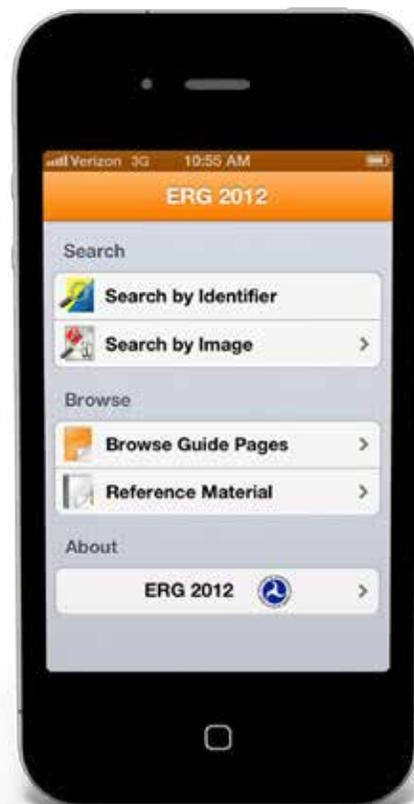 Verizon 3G 10:55 AM
ERG 2012
Search
Search by Identifier
Search by Image
Browse
Browse Guide Pages
Reference Material
About
ERG 2012